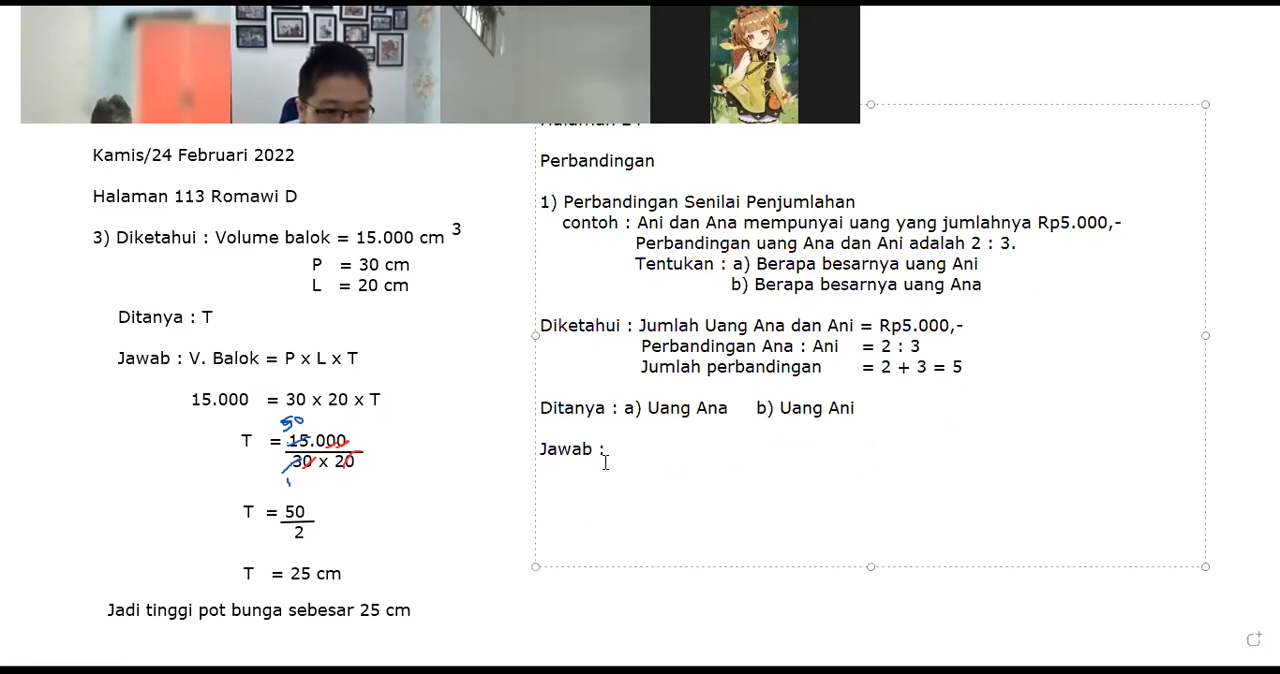 Kamis/24 Februari 2022
Halaman 113 Romawi D
3) Diketahui : Volume balok = 15.000 cm 3
P = 30 cm
L = 20 cm
Ditanya : T
Jawab : V. Balok = P x L x T
15.000 = 30 x 20 x T
50
T = 15.000
30 x 20
1
T = 50
2
T = 25 cm
Jadi tinggi pot bunga sebesar 25 cm
Perbandingan
1) Perbandingan Senilai Penjumlahan
contoh : Ani dan Ana mempunyai uang yang jumlahnya Rp5.000,-
Perbandingan uang Ana dan Ani adalah 2 : 3.
Tentukan : a) Berapa besarnya uang Ani
b) Berapa besarnya uang Ana
Diketahui : Jumlah Uang Ana dan Ani = Rp5.000,-
Perbandingan Ana : Ani = 2 : 3
Jumlah perbandingan = 2 + 3 = 5
Ditanya : a) Uang Ana b) Uang Ani
Jawab :